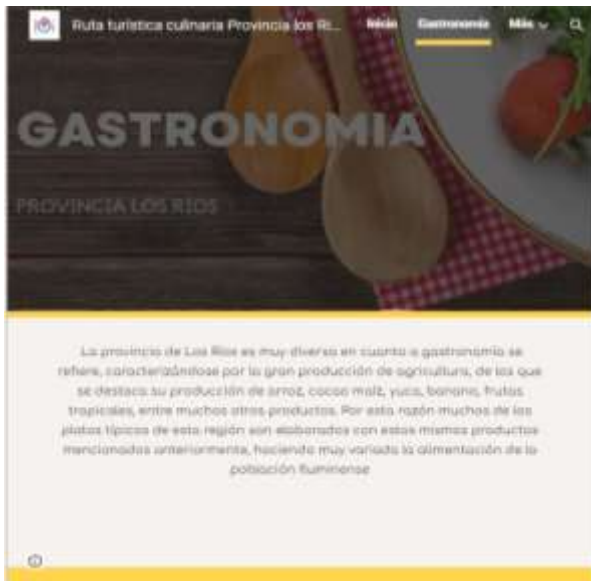 Ruta turística culinaria Provincia los Ri... Inicio Gastronomia Más
GASTRONOMIA
PROVINCIA LOS RIOS
La provincia de Los Rios es muy diversa en cuanto a gastronomía se
refiere, caracterizándose por la gran producción de agricultura, de las que
se destaca su producción de arroz, cacao maíz, yuca, banano, frutas
tropicales, entre muchos otros productos. Por esta razón muchos de los
platos típicos de esta región son elaborados con estos mismos productos
mencionados anteriormente, haciendo muy variada la alimentación de la
población fluminense